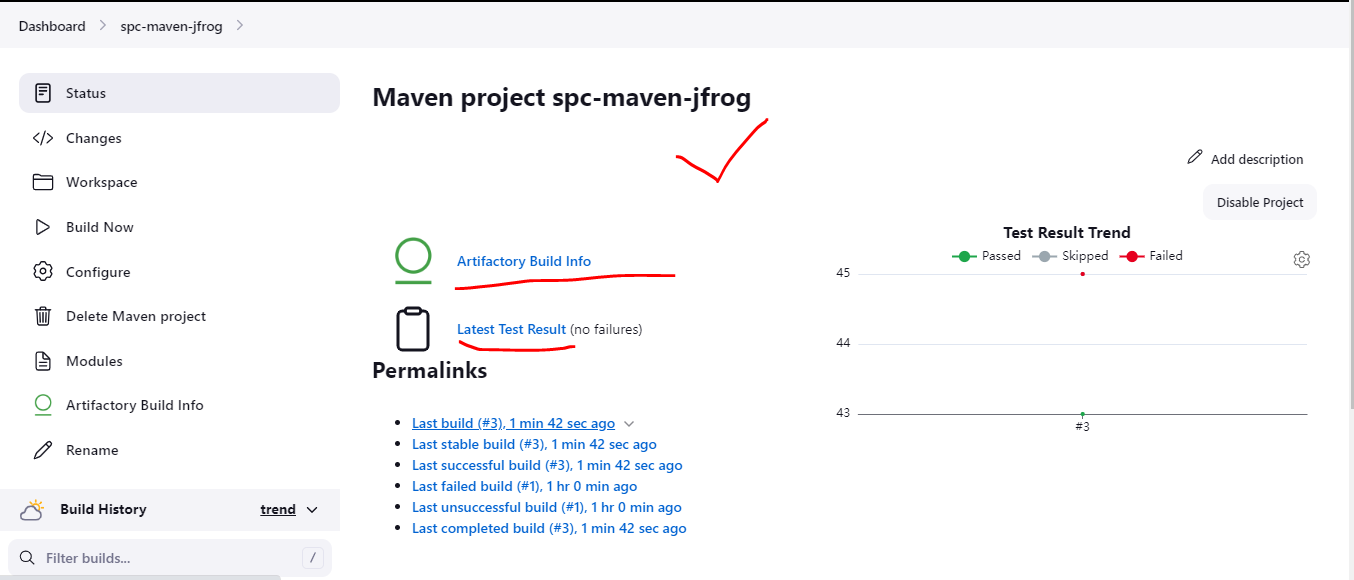 Dashboard
spc-maven-jfrog
Status
Changes
Workspace
Build Now
Configure
Delete Maven project
Modules
Artifactory Build Info
Rename
Build History
trend
Filter builds...
/
Maven project spc-maven-jfrog
Add description
Disable Project
Artifactory Build Info
Latest Test Result (no failures)
Permalinks
Last build (#3), 1 min 42 sec ago
Last stable build (#3), 1 min 42 sec ago
Last successful build (#3), 1 min 42 sec ago
Last failed build (#1), 1 hr 0 min ago
Last unsuccessful build (#1), 1 hr 0 min ago
Last completed build (#3), 1 min 42 sec ago
Test Result Trend
Passed Skipped Failed
45
44
43
#3